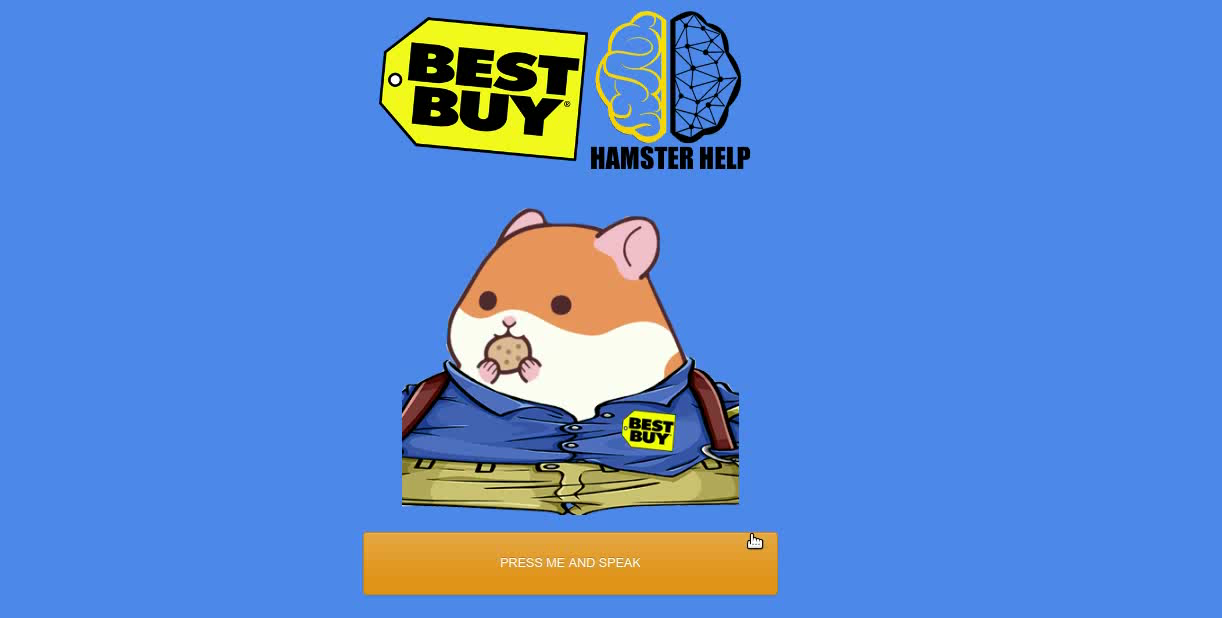 BEST
BUY®
HAMSTER HELP
BEST
BUY
PRESS ME AND SPEAK